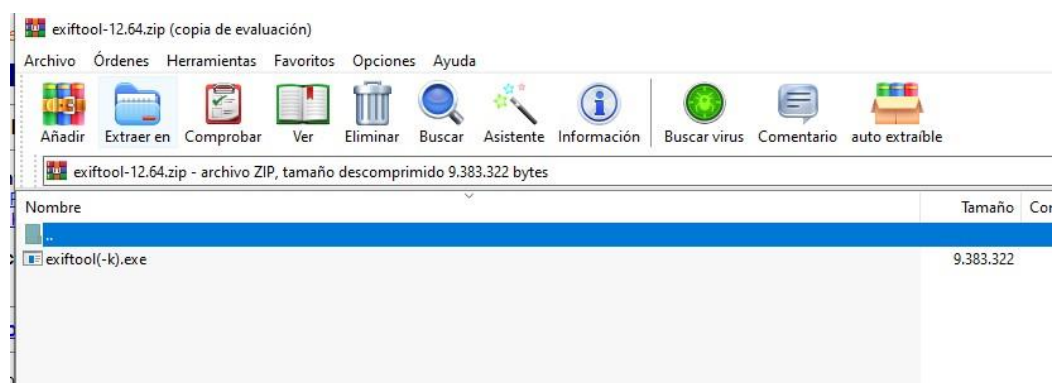 exiftool-12.64.zip (copia de evaluación)
Archivo Órdenes Herramientas Favoritos Opciones Ayuda
Añadir Extraer en Comprobar Ver Eliminar Buscar Asistente Información Buscar virus Comentario auto extraíble
exiftool-12.64.zip - archivo ZIP, tamaño descomprimido 9.383.322 bytes
Nombre Tamaño
..
exiftool(-k).exe 9.383.322